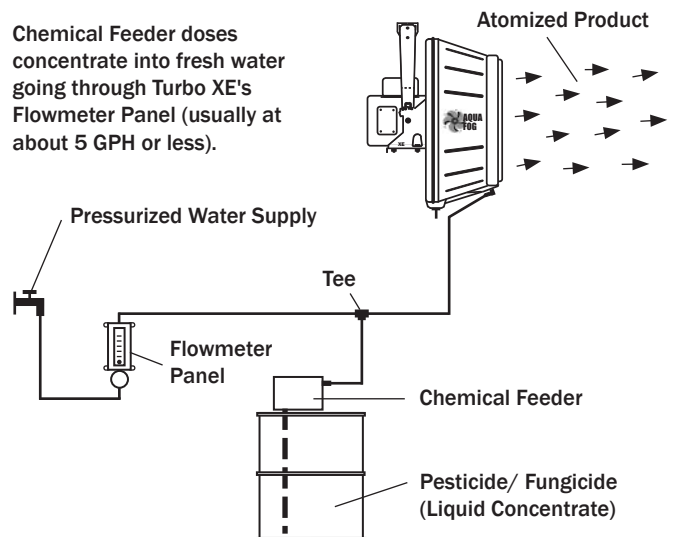 Chemical Feeder doses
concentrate into fresh water
going through Turbo XE's
Flowmeter Panel (usually at
about 5 GPH or less).
Atomized Product
AQUA
FOG
XE
Pressurized Water Supply
Tee
Flowmeter
Panel
Chemical Feeder
Pesticide/ Fungicide
(Liquid Concentrate)